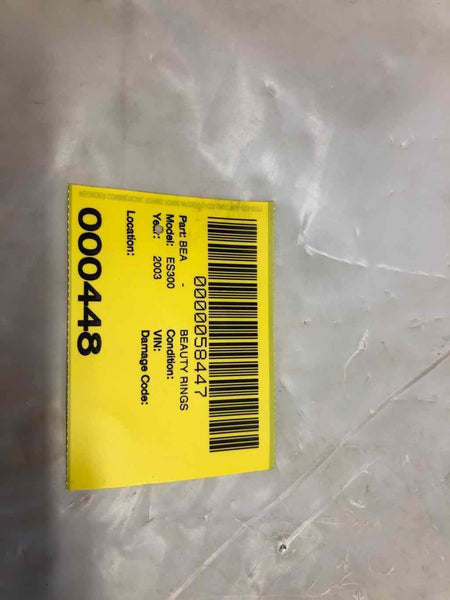 0000058447
Part: BEA - BEAUTY RINGS
Model: ES300 Condition:
Year: 2003 VIN:
Damage Code:
Location:
000448